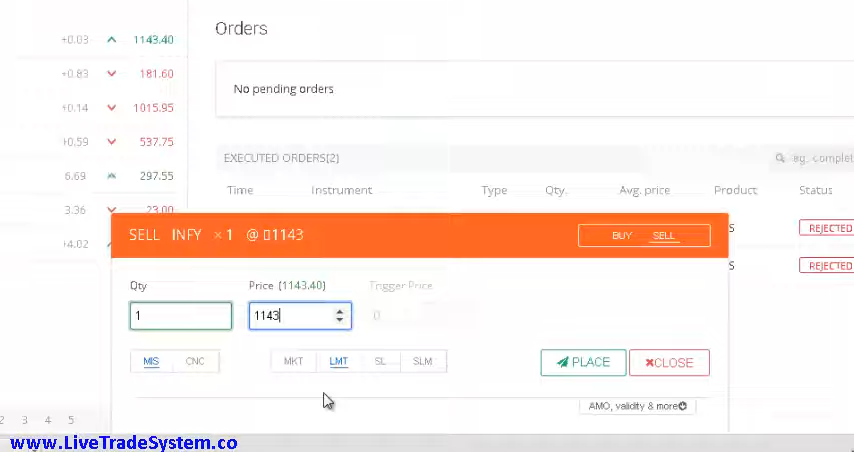 Orders
+0.03 1143.40
+0.83 181.60
No pending orders
+0.14 1015.95
+0.59 537.75
EXECUTED ORDERS(2)
eg. complet
6.69 297.55
Time Instrument Type Qty. Avg. price Product Status
3.36 23.00
S REJECTED
+4.02
SELL INFY × 1 @ 1143
BUY SELL
S REJECTED
Qty Price (1143.40) Trigger Price
1 1143 0
MIS CNC MKT LMT SL SLM PLACE CLOSE
AMO, validity & more
2 3 4 5
www.LiveTradeSystem.co